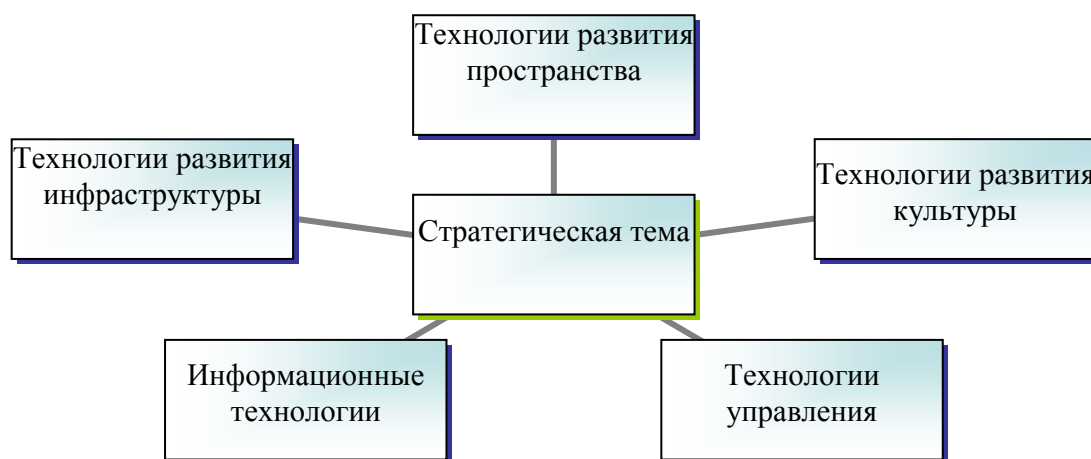 Технологии развития
пространства
Технологии развития
инфраструктуры
Технологии развития
культуры
Стратегическая тема
Информационные
технологии
Технологии
управления